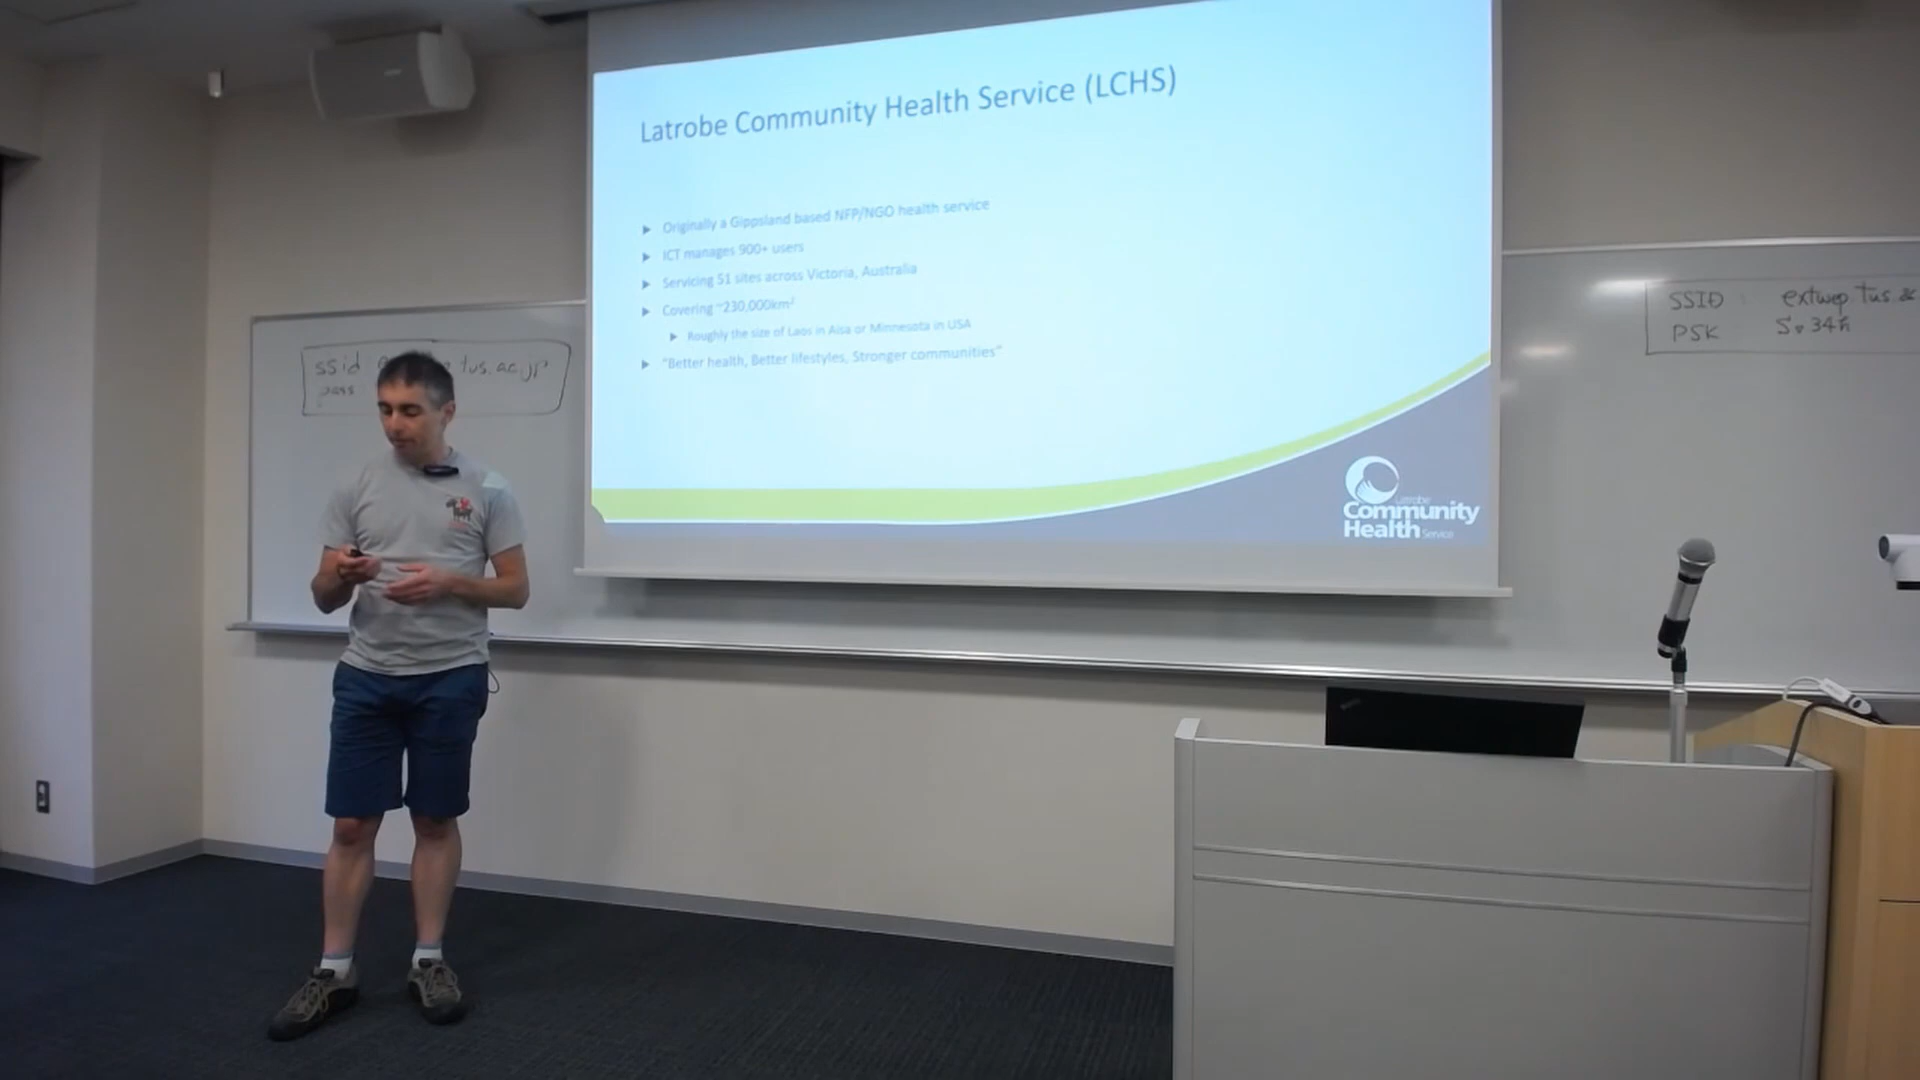 Latrobe Community Health Service (LCHS)
Originally a Gippsland based NFP/NGO health service
ICT manages 900+ users
Servicing 51 sites across Victoria, Australia
Covering ~230,000km²
Roughly the size of Laos in Aisa or Minnesota in USA
"Better health, Better lifestyles, Stronger communities"
Latrobe
Community
Health Service
ssid tus.ac.jp
pass
SSID extwep.tus.ac
PSK